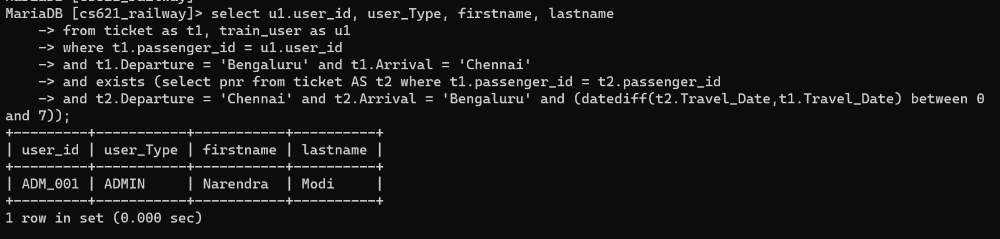 MariaDB [cs621_railway]> select u1.user_id, user_Type, firstname, lastname
    -> from ticket as t1, train_user as u1
    -> where t1.passenger_id = u1.user_id
    -> and t1.Departure = 'Bengaluru' and t1.Arrival = 'Chennai'
    -> and exists (select pnr from ticket AS t2 where t1.passenger_id = t2.passenger_id
    -> and t2.Departure = 'Chennai' and t2.Arrival = 'Bengaluru' and (datediff(t2.Travel_Date,t1.Travel_Date) between 0
and 7));
+---------+-----------+-----------+----------+
| user_id | user_Type | firstname | lastname |
+---------+-----------+-----------+----------+
| ADM_001 | ADMIN     | Narendra  | Modi     |
+---------+-----------+-----------+----------+
1 row in set (0.000 sec)